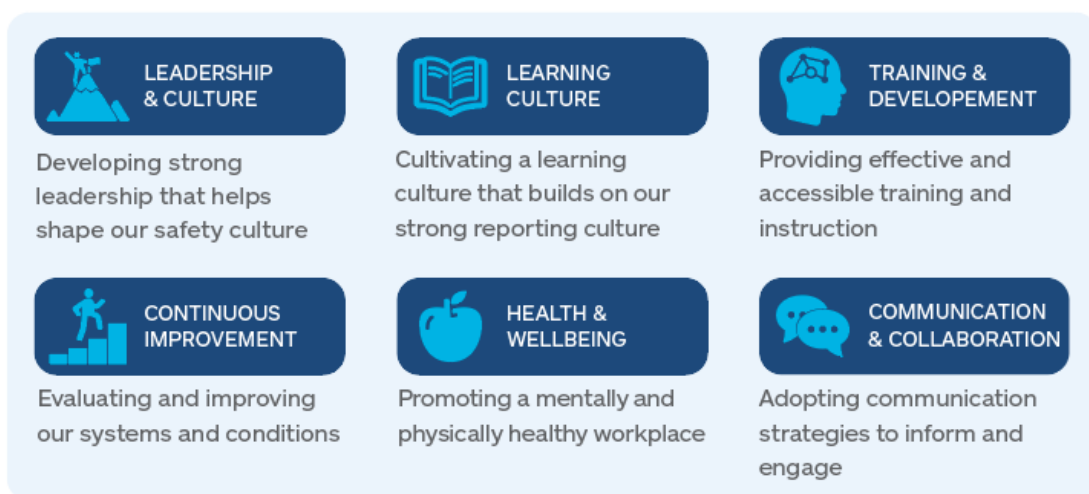 LEADERSHIP
& CULTURE
Developing strong
leadership that helps
shape our safety culture
LEARNING
CULTURE
Cultivating a learning
culture that builds on our
strong reporting culture
TRAINING &
DEVELOPEMENT
Providing effective and
accessible training and
instruction
CONTINUOUS
IMPROVEMENT
Evaluating and improving
our systems and conditions
HEALTH &
WELLBEING
Promoting a mentally and
physically healthy workplace
COMMUNICATION
& COLLABORATION
Adopting communication
strategies to inform and
engage